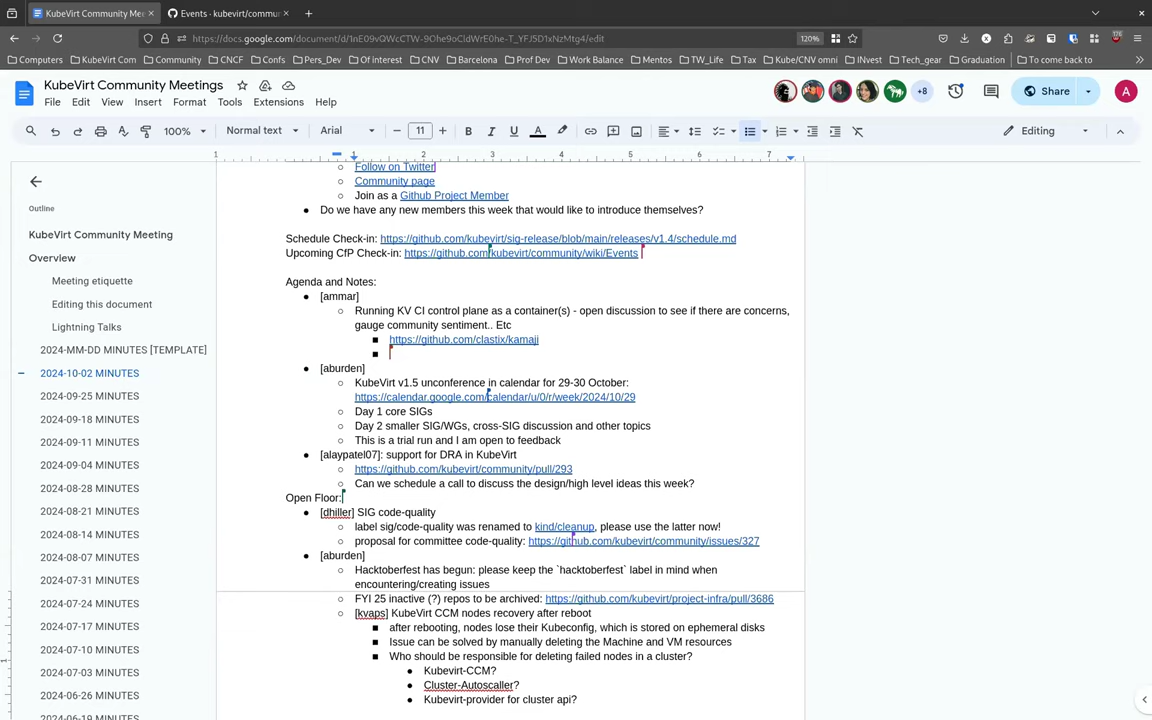 KubeVirt Community Mee
Events · kubevirt/commun
https://docs.google.com/document/d/1nE09vQWcCTW-9Ohe9oCldWrE0he-T_YFJ5D1xNzMtg4/edit
120%
Computers
KubeVirt Com
Community
CNCF
Confs
Pers_Dev
Of interest
CNV
Barcelona
Prof Dev
Work Balance
Mentos
TW_Life
Tax
Kube/CNV omni
INvest
Tech_gear
Graduation
To come back to
KubeVirt Community Meetings
File Edit View Insert Format Tools Extensions Help
+8
Share
A
100%
Normal text
Arial
11
Editing
1 1 2 3 4 5 6 7
Outline
KubeVirt Community Meeting
Overview
Meeting etiquette
Editing this document
Lightning Talks
2024-MM-DD MINUTES [TEMPLATE]
2024-10-02 MINUTES
2024-09-25 MINUTES
2024-09-18 MINUTES
2024-09-11 MINUTES
2024-09-04 MINUTES
2024-08-28 MINUTES
2024-08-21 MINUTES
2024-08-14 MINUTES
2024-08-07 MINUTES
2024-07-31 MINUTES
2024-07-24 MINUTES
2024-07-17 MINUTES
2024-07-10 MINUTES
2024-07-03 MINUTES
2024-06-26 MINUTES
2024-06-19 MINUTES
Follow on Twitter
Community page
Join as a Github Project Member
Do we have any new members this week that would like to introduce themselves?
Schedule Check-in: https://github.com/kubevirt/sig-release/blob/main/releases/v1.4/schedule.md
Upcoming CfP Check-in: https://github.com/kubevirt/community/wiki/Events
Agenda and Notes:
[ammar]
Running KV CI control plane as a container(s) - open discussion to see if there are concerns,
gauge community sentiment.. Etc
https://github.com/clastix/kamaji
[aburden]
KubeVirt v1.5 unconference in calendar for 29-30 October:
https://calendar.google.com/calendar/u/0/r/week/2024/10/29
Day 1 core SIGs
Day 2 smaller SIG/WGs, cross-SIG discussion and other topics
This is a trial run and I am open to feedback
[alaypatel07]: support for DRA in KubeVirt
https://github.com/kubevirt/community/pull/293
Can we schedule a call to discuss the design/high level ideas this week?
Open Floor:
[dhiller] SIG code-quality
label sig/code-quality was renamed to kind/cleanup, please use the latter now!
proposal for committee code-quality: https://github.com/kubevirt/community/issues/327
[aburden]
Hacktoberfest has begun: please keep the `hacktoberfest` label in mind when
encountering/creating issues
FYI 25 inactive (?) repos to be archived: https://github.com/kubevirt/project-infra/pull/3686
[kvaps] KubeVirt CCM nodes recovery after reboot
after rebooting, nodes lose their Kubeconfig, which is stored on ephemeral disks
Issue can be solved by manually deleting the Machine and VM resources
Who should be responsible for deleting failed nodes in a cluster?
Kubevirt-CCM?
Cluster-Autoscaller?
Kubevirt-provider for cluster api?